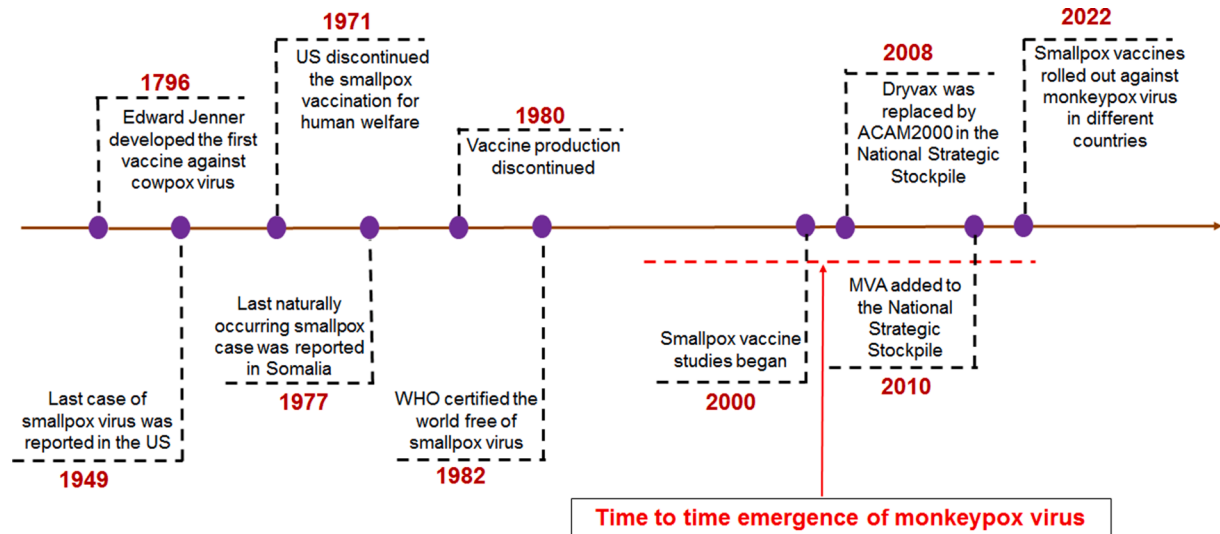 1796
Edward Jenner
developed the first
vaccine against
cowpox virus
Last case of
smallpox virus was
reported in the US
1949
1971
US discontinued
the smallpox
vaccination for
human welfare
Last naturally
occurring smallpox
case was reported
in Somalia
1977
1980
Vaccine production
discontinued
WHO certified the
world free of
smallpox virus
1982
Smallpox vaccine
studies began
2000
2008
Dryvax was
replaced by
ACAM2000 in the
National Strategic
Stockpile
MVA added to
the National
Strategic
Stockpile
2010
2022
Smallpox vaccines
rolled out against
monkeypox virus
in different
countries
Time to time emergence of monkeypox virus